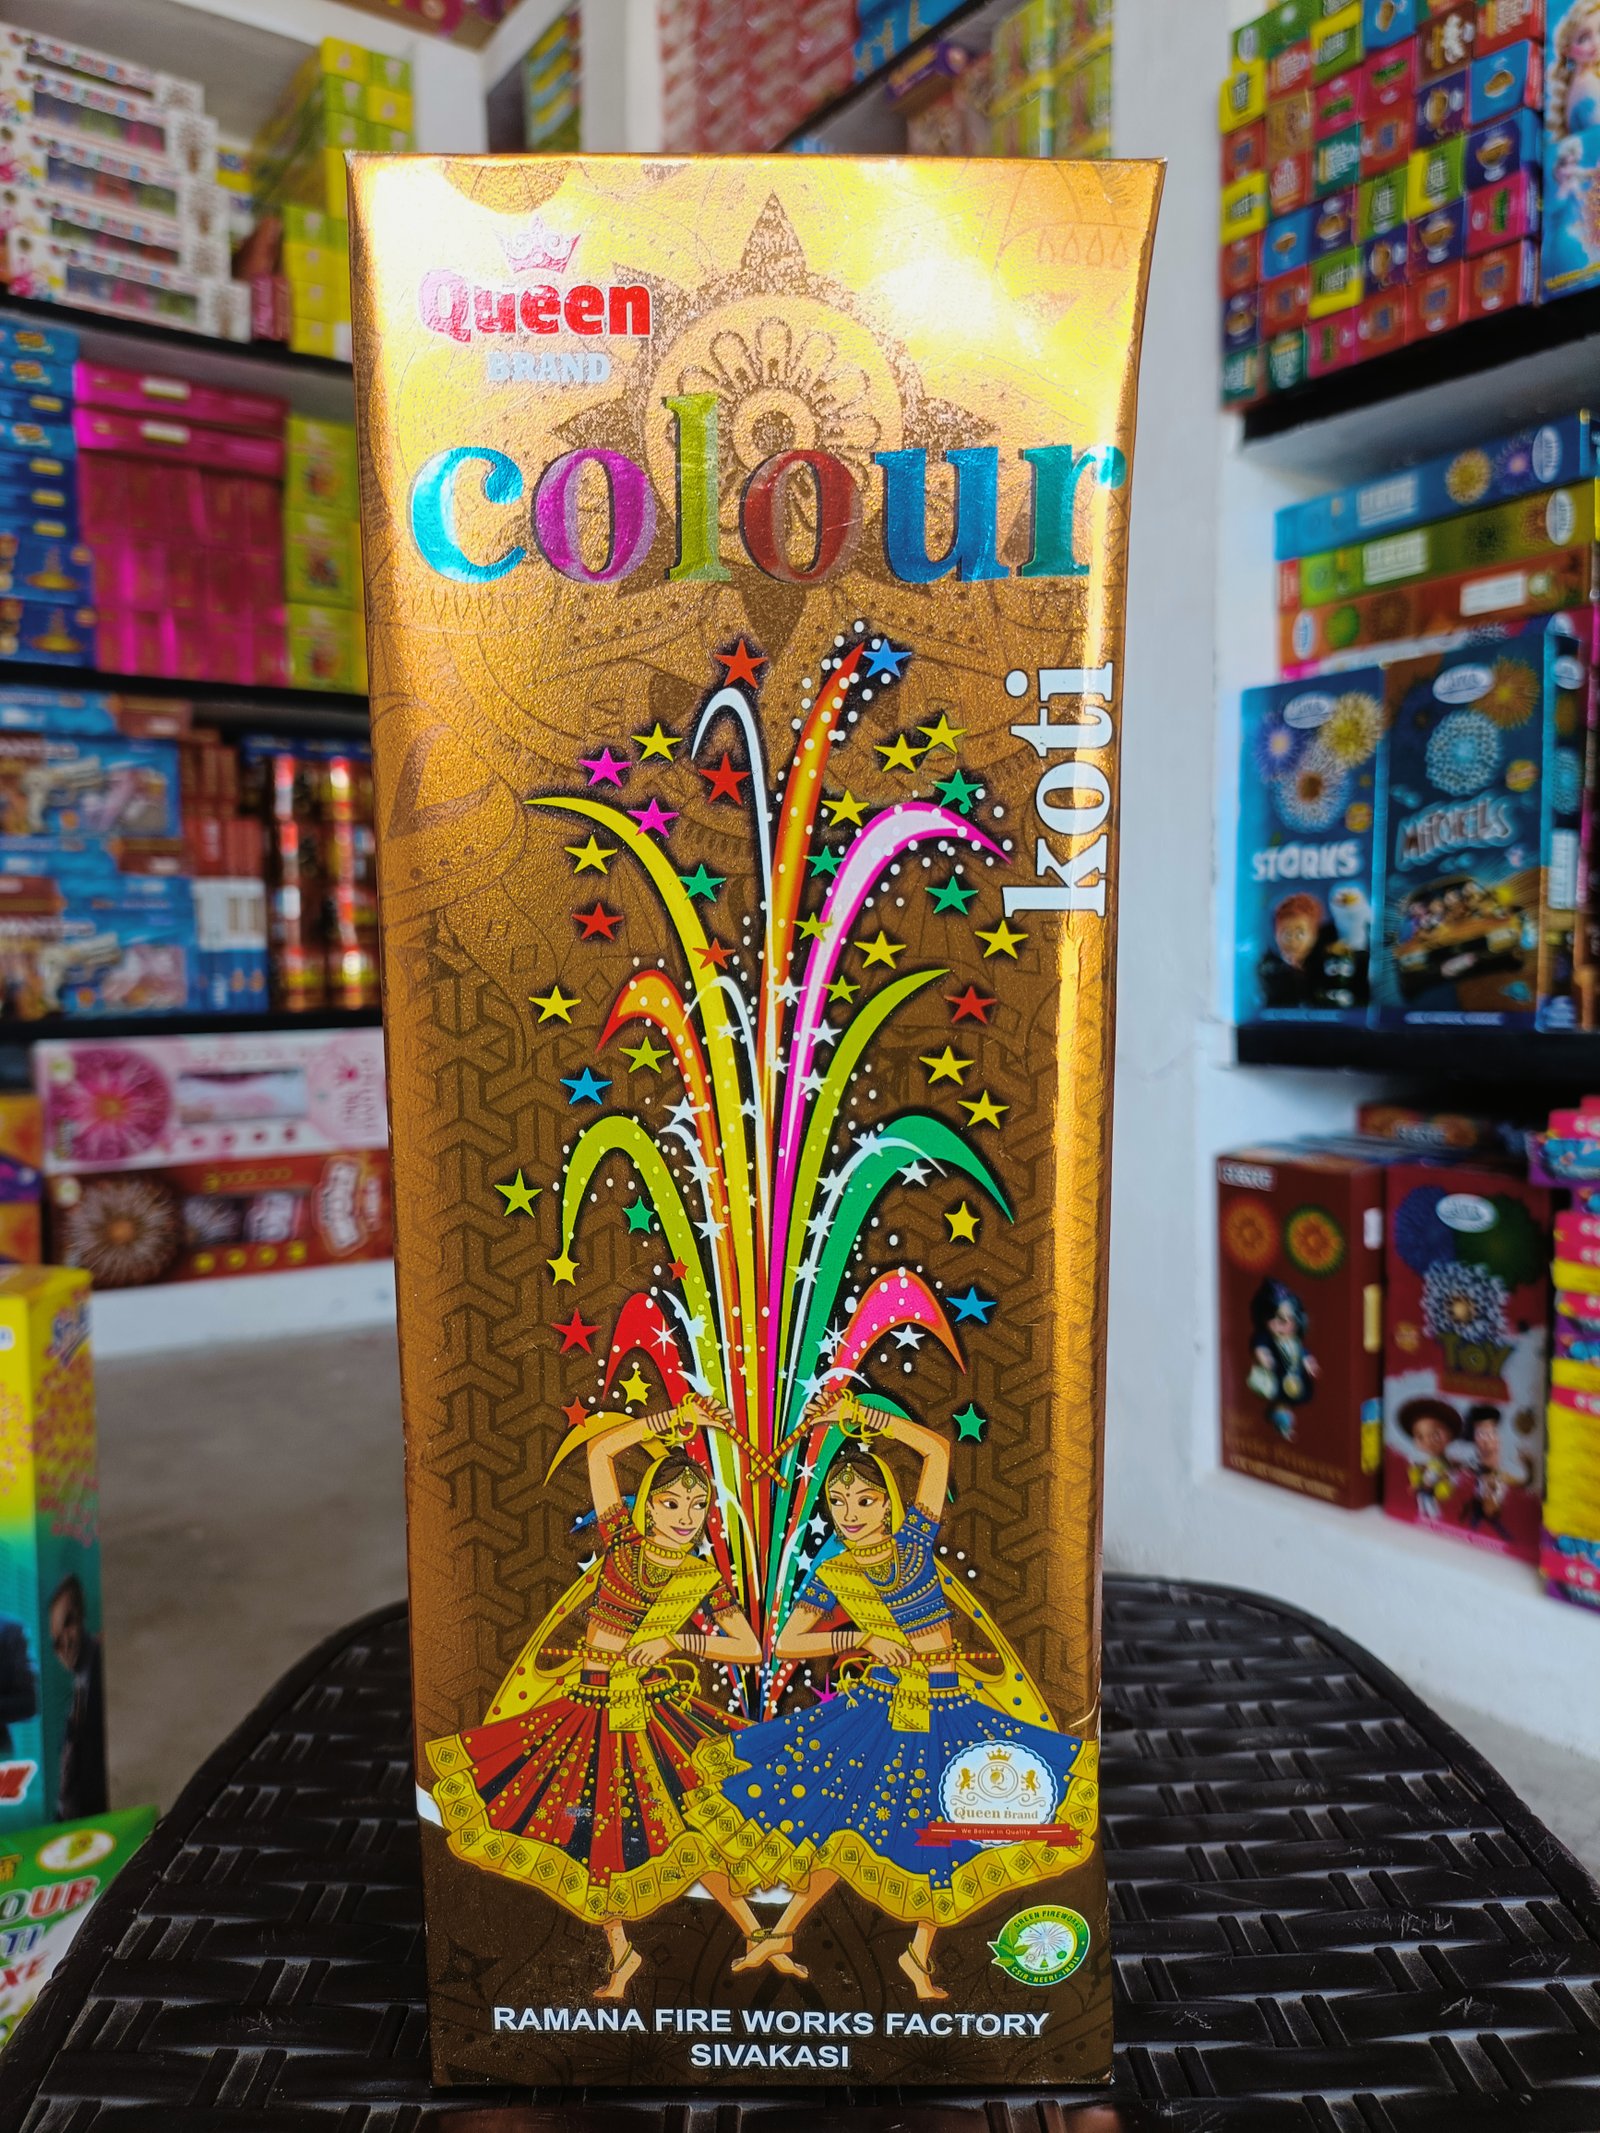 Queen
BRAND
colour
koti
Queen Brand
We Belive in Quality
GREEN FIREWORKS
CSIR-NEERI-INDIA
RAMANA FIRE WORKS FACTORY
SIVAKASI
STORKS
TOY